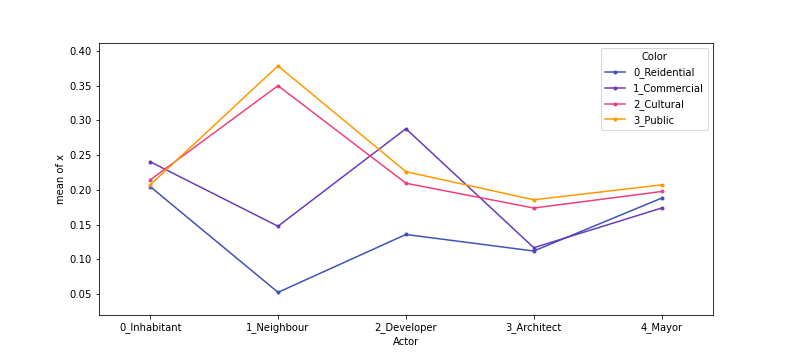 Color
0_Reidential
1_Commercial
2_Cultural
3_Public
0.40
0.35
0.30
0.25
0.20
0.15
0.10
0.05
mean of x
0_Inhabitant 1_Neighbour 2_Developer 3_Architect 4_Mayor
Actor